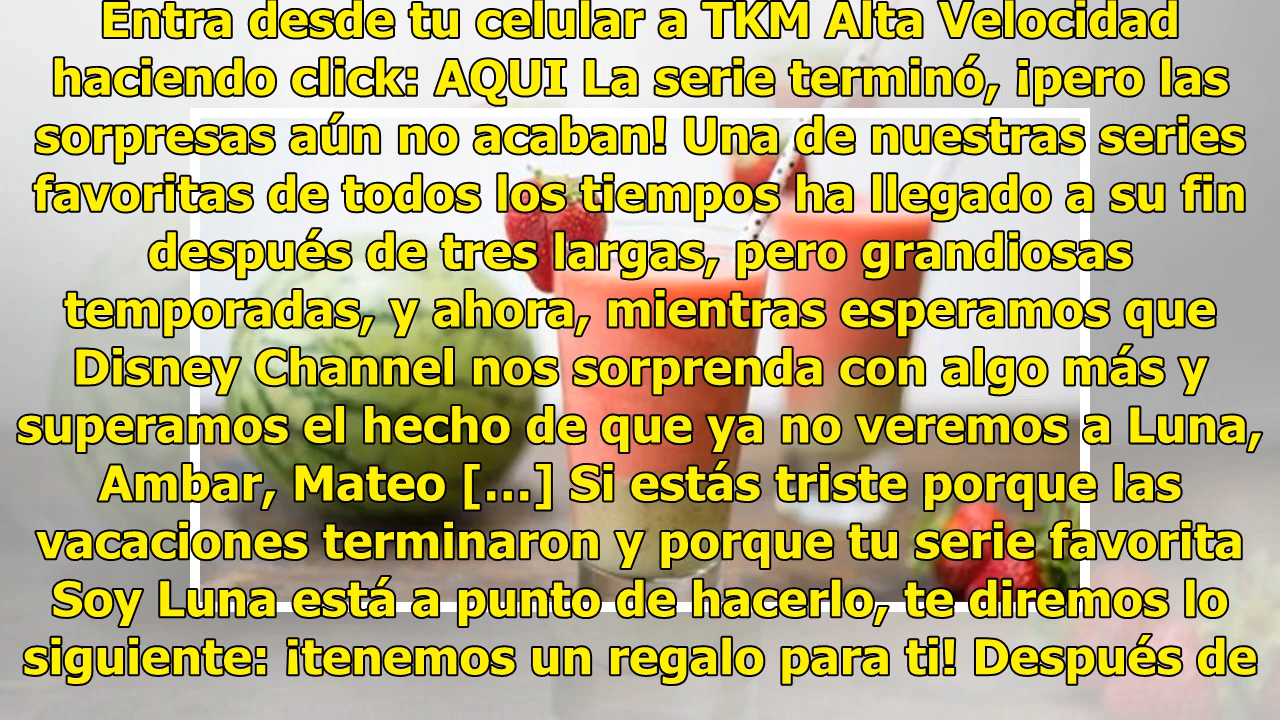 Entra desde tu celular a TKM Alta Velocidad
haciendo click: AQUI La serie terminó, ¡pero las
sorpresas aún no acaban! Una de nuestras series
favoritas de todos los tiempos ha llegado a su fin
después de tres largas, pero grandiosas
temporadas, y ahora, mientras esperamos que
Disney Channel nos sorprenda con algo más y
superamos el hecho de que ya no veremos a Luna,
Ambar, Mateo [...] Si estás triste porque las
vacaciones terminaron y porque tu serie favorita
Soy Luna está a punto de hacerlo, te diremos lo
siguiente: ¡tenemos un regalo para ti! Después de